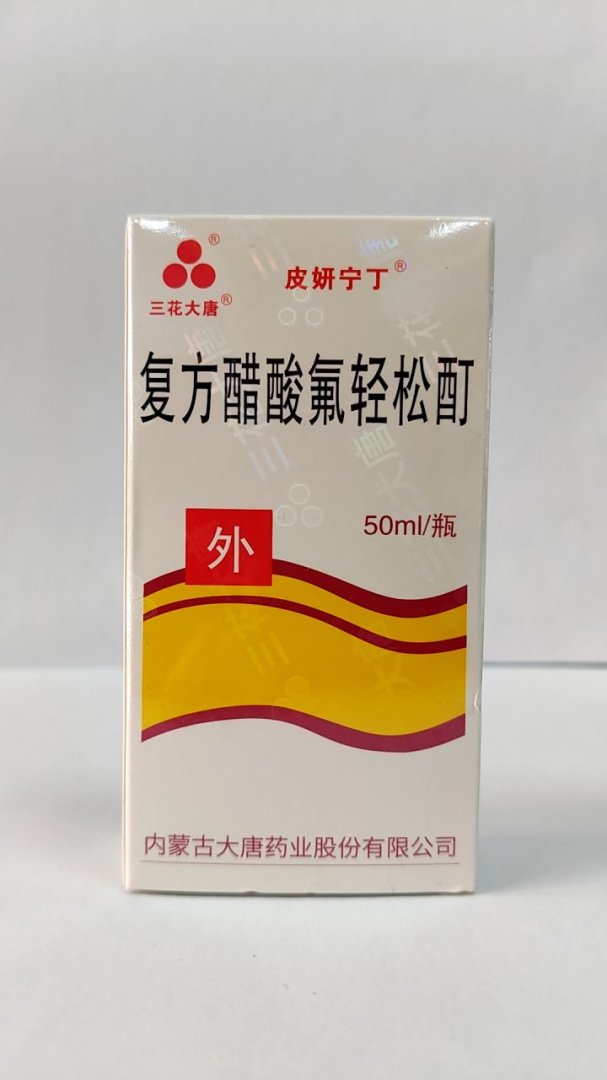 三花大唐®
皮妍宁丁®
复方醋酸氟轻松酊
50ml/瓶
外
内蒙古大唐药业股份有限公司